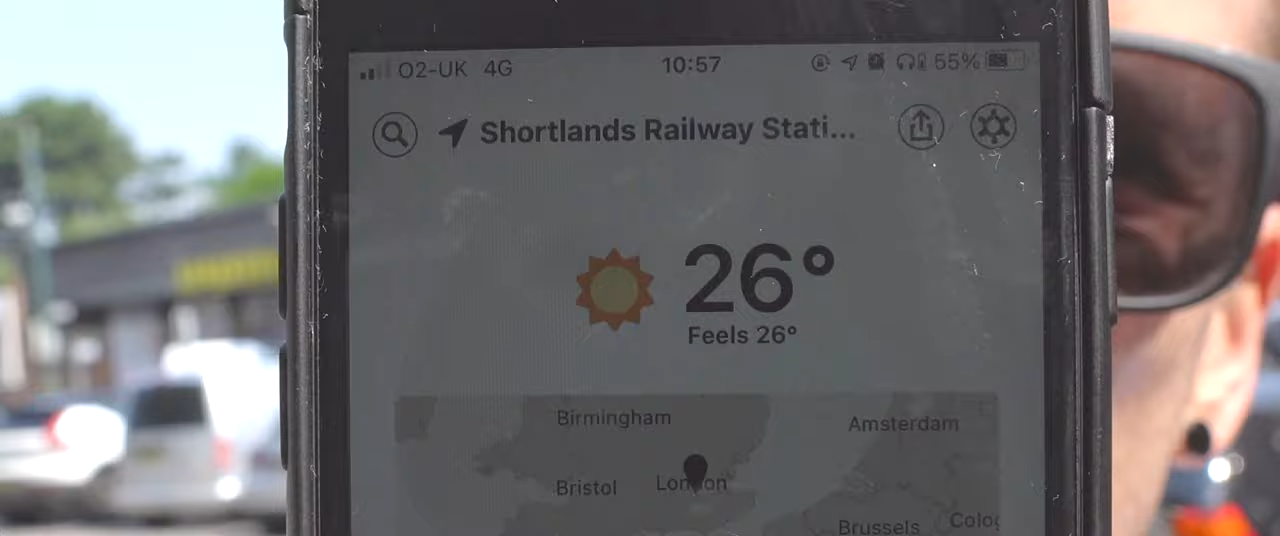 O2-UK 4G 10:57 55%
Shortlands Railway Stati...
26°
Feels 26°
Birmingham
Amsterdam
Bristol
London
Brussels